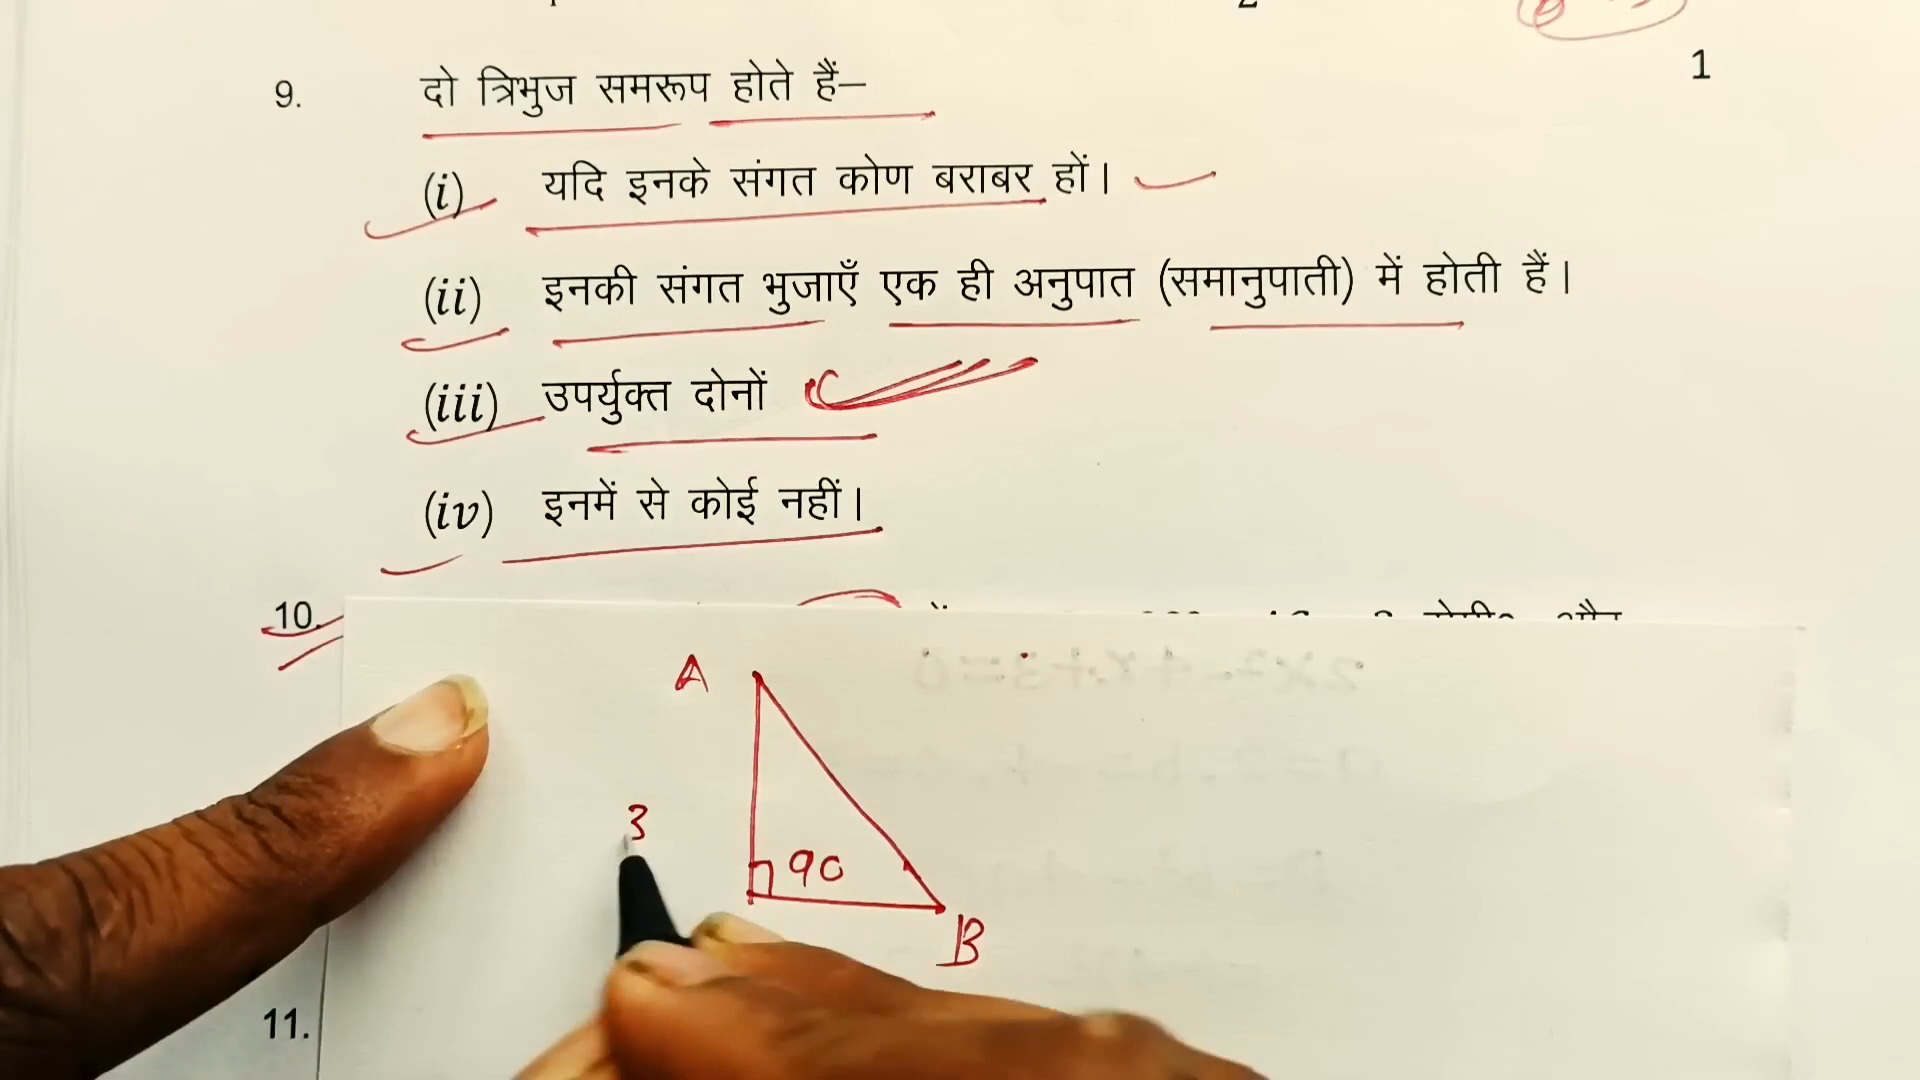 1
9. दो त्रिभुज समरूप होते हैं–
(i) यदि इनके संगत कोण बराबर हों।
(ii) इनकी संगत भुजाएँ एक ही अनुपात (समानुपाती) में होती हैं।
(iii) उपर्युक्त दोनों
(iv) इनमें से कोई नहीं।
10.
A
3
90
B
11.